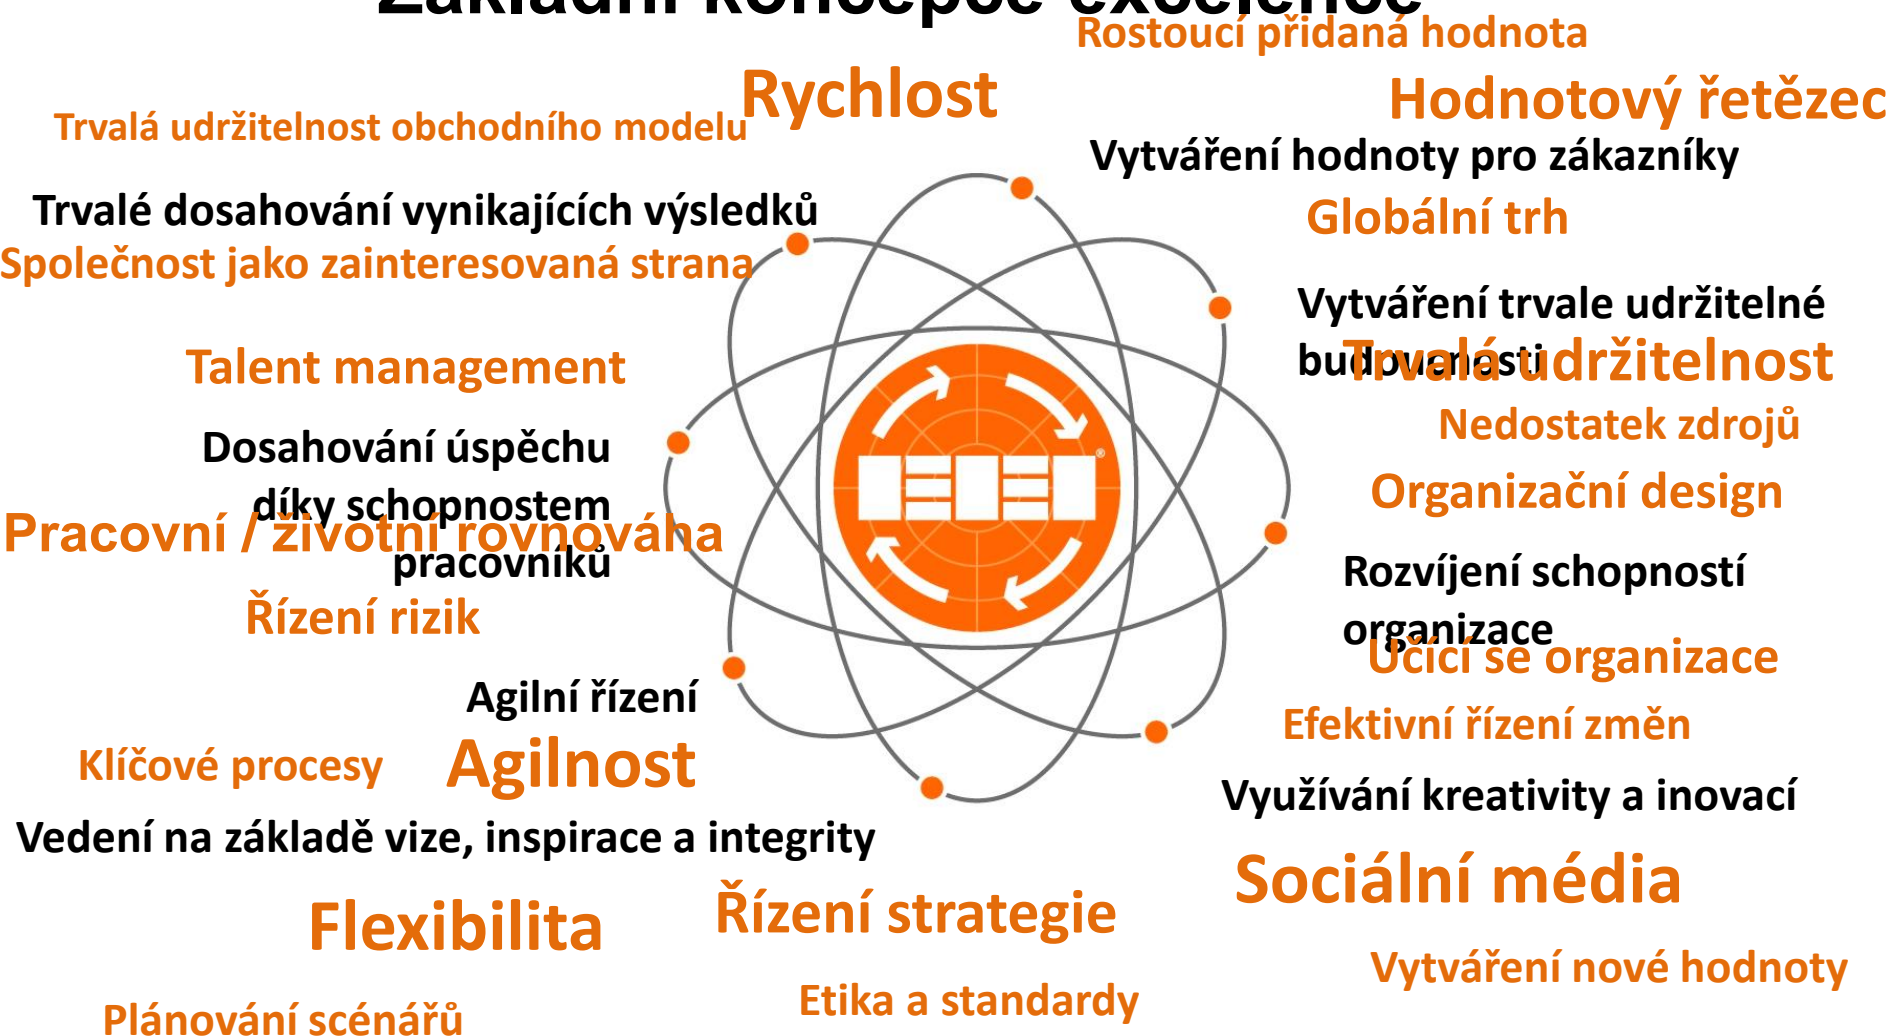 Základní koncepce excelence
Rostoucí přidaná hodnota
Rychlost
Hodnotový řetězec
Trvalá udržitelnost obchodního modelu
Vytváření hodnoty pro zákazníky
Trvalé dosahování vynikajících výsledků
Globální trh
Společnost jako zainteresovaná strana
Vytváření trvale udržitelné
budoucnosti
Trvalá udržitelnost
Talent management
Nedostatek zdrojů
Dosahování úspěchu
díky schopnostem
pracovníků
Pracovní / životní rovnováha
Organizační design
Rozvíjení schopností
organizace
Řízení rizik
Učící se organizace
Agilní řízení
Efektivní řízení změn
Klíčové procesy
Agilnost
Využívání kreativity a inovací
Vedení na základě vize, inspirace a integrity
Sociální média
Flexibilita
Řízení strategie
Vytváření nové hodnoty
Etika a standardy
Plánování scénářů